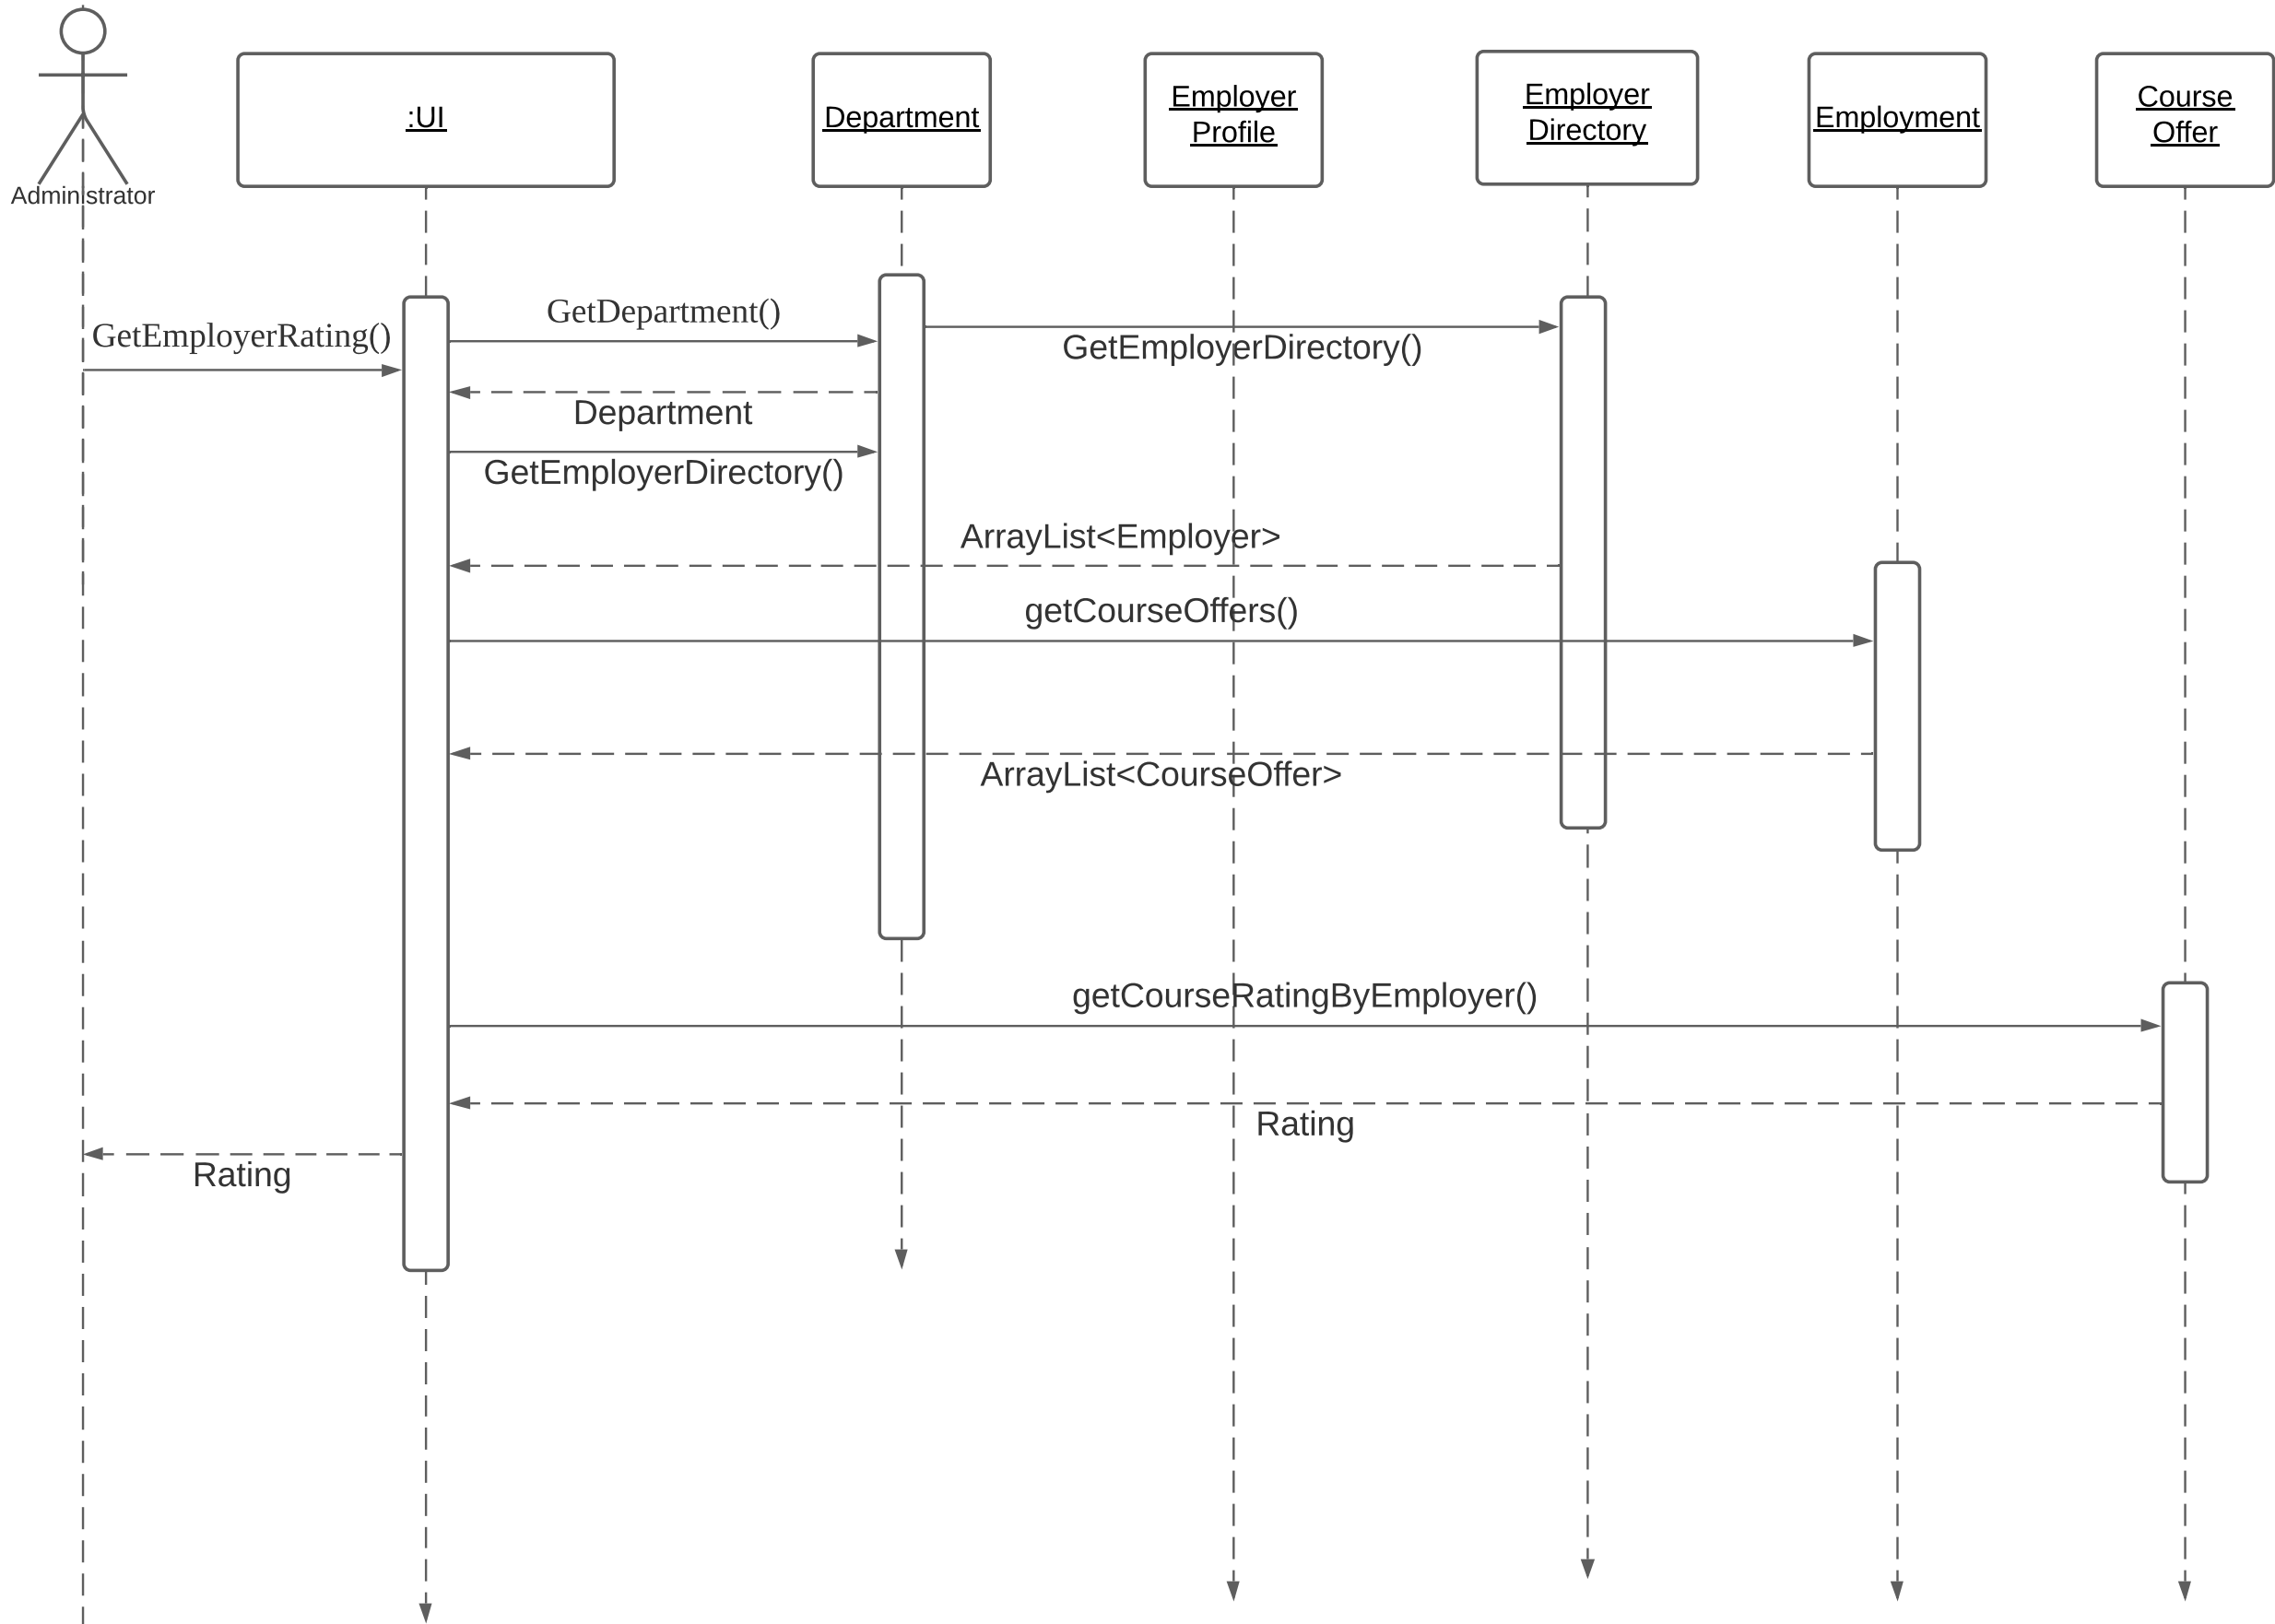 Administrator
:UI
Department
Employer
Profile
Employer
Directory
Employment
Course
Offer
GetEmployerRating()
GetDepartment()
GetEmployerDirectory()
Department
GetEmployerDirectory()
ArrayList<Employer>
getCourseOffers()
ArrayList<CourseOffer>
getCourseRatingByEmployer()
Rating
Rating